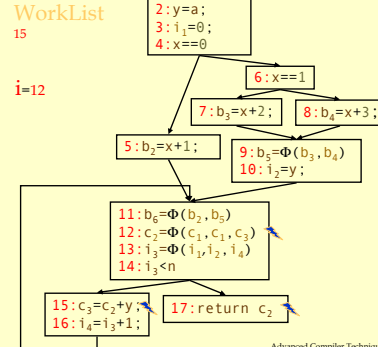 WorkList
15
i=12
2:y=a;
3:i₁=0;
4:x==0
6:x==1
7:b₃=x+2;
8:b₄=x+3;
5:b₂=x+1;
9:b₅=Φ(b₃,b₄)
10:i₂=y;
11:b₆=Φ(b₂,b₅)
12:c₂=Φ(c₁,c₁,c₃)
13:i₃=Φ(i₁,i₂,i₄)
14:i₃<n
15:c₃=c₂+y;
16:i₄=i₃+1;
17:return c₂
Advanced Compiler